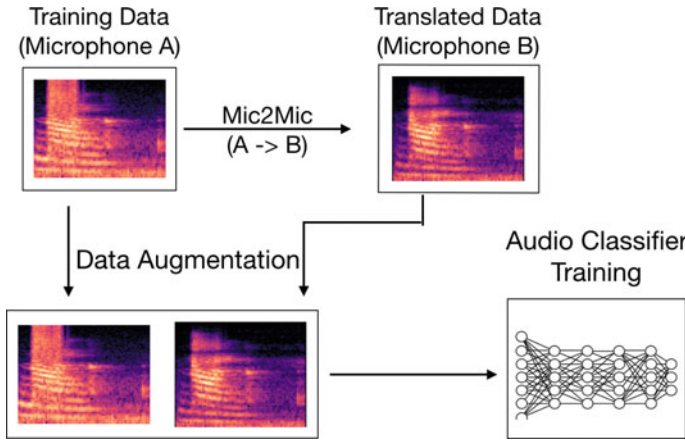 Training Data
(Microphone A)
Translated Data
(Microphone B)
Mic2Mic
(A -> B)
Data Augmentation
Audio Classifier
Training